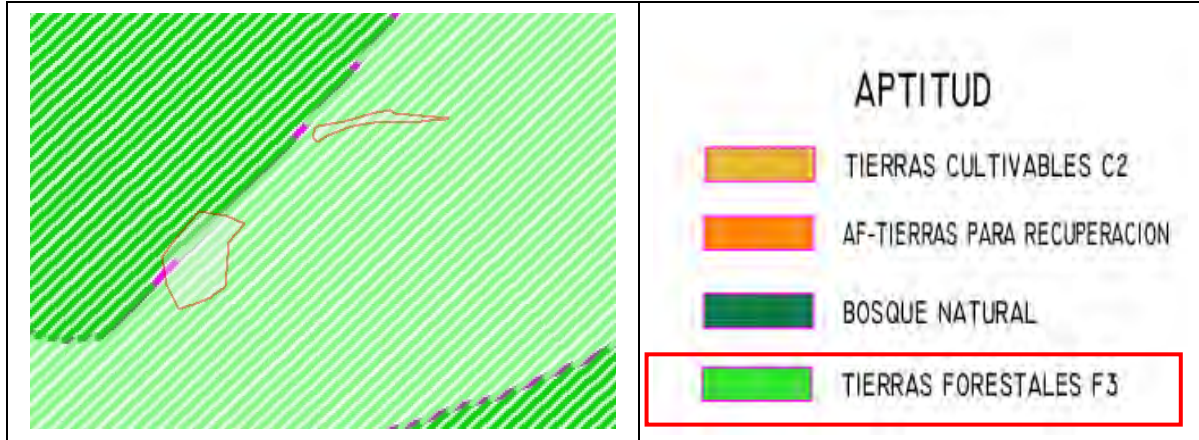 APTITUD
TIERRAS CULTIVABLES C2
AF-TIERRAS PARA RECUPERACION
BOSQUE NATURAL
TIERRAS FORESTALES F3